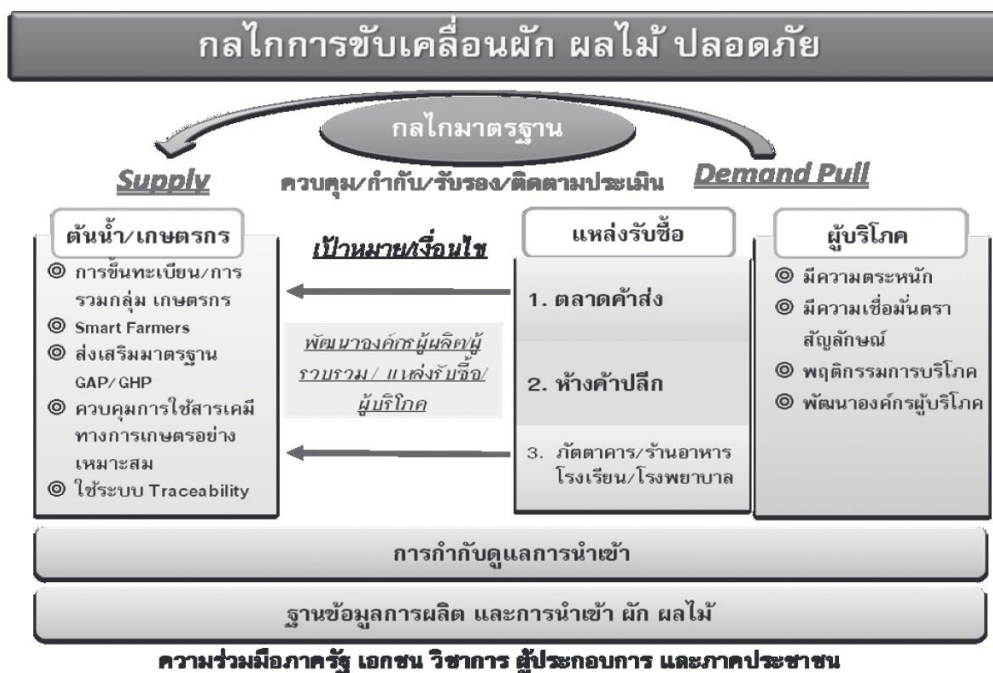 กลไกการขับเคลื่อนผัก ผลไม้ ปลอดภัย
กลไกมาตรฐาน
Supply
ควบคุม/กำกับ/รับรอง/ติดตามประเมิน
Demand Pull
ต้นน้ำ/เกษตรกร
◎ การขึ้นทะเบียน/การ
รวมกลุ่ม เกษตรกร
◎ Smart Farmers
◎ ส่งเสริมมาตรฐาน
GAP/GHP
◎ ควบคุมการใช้สารเคมี
ทางการเกษตรอย่าง
เหมาะสม
◎ ใช้ระบบ Traceability
เป้าหมาย/เงื่อนไข
พัฒนาองค์กรผู้ผลิต/ผู้
รวบรวม / แหล่งรับซื้อ/
ผู้บริโภค
แหล่งรับซื้อ
1. ตลาดค้าส่ง
2. ห้างค้าปลีก
3. ภัตตาคาร/ร้านอาหาร
โรงเรียน/โรงพยาบาล
ผู้บริโภค
◎ มีความตระหนัก
◎ มีความเชื่อมั่นตรา
สัญลักษณ์
◎ พฤติกรรมการบริโภค
◎ พัฒนาองค์กรผู้บริโภค
การกำกับดูแลการนำเข้า
ฐานข้อมูลการผลิต และการนำเข้า ผัก ผลไม้
ความร่วมมือภาครัฐ เอกชน วิชาการ ผู้ประกอบการ และภาคประชาชน